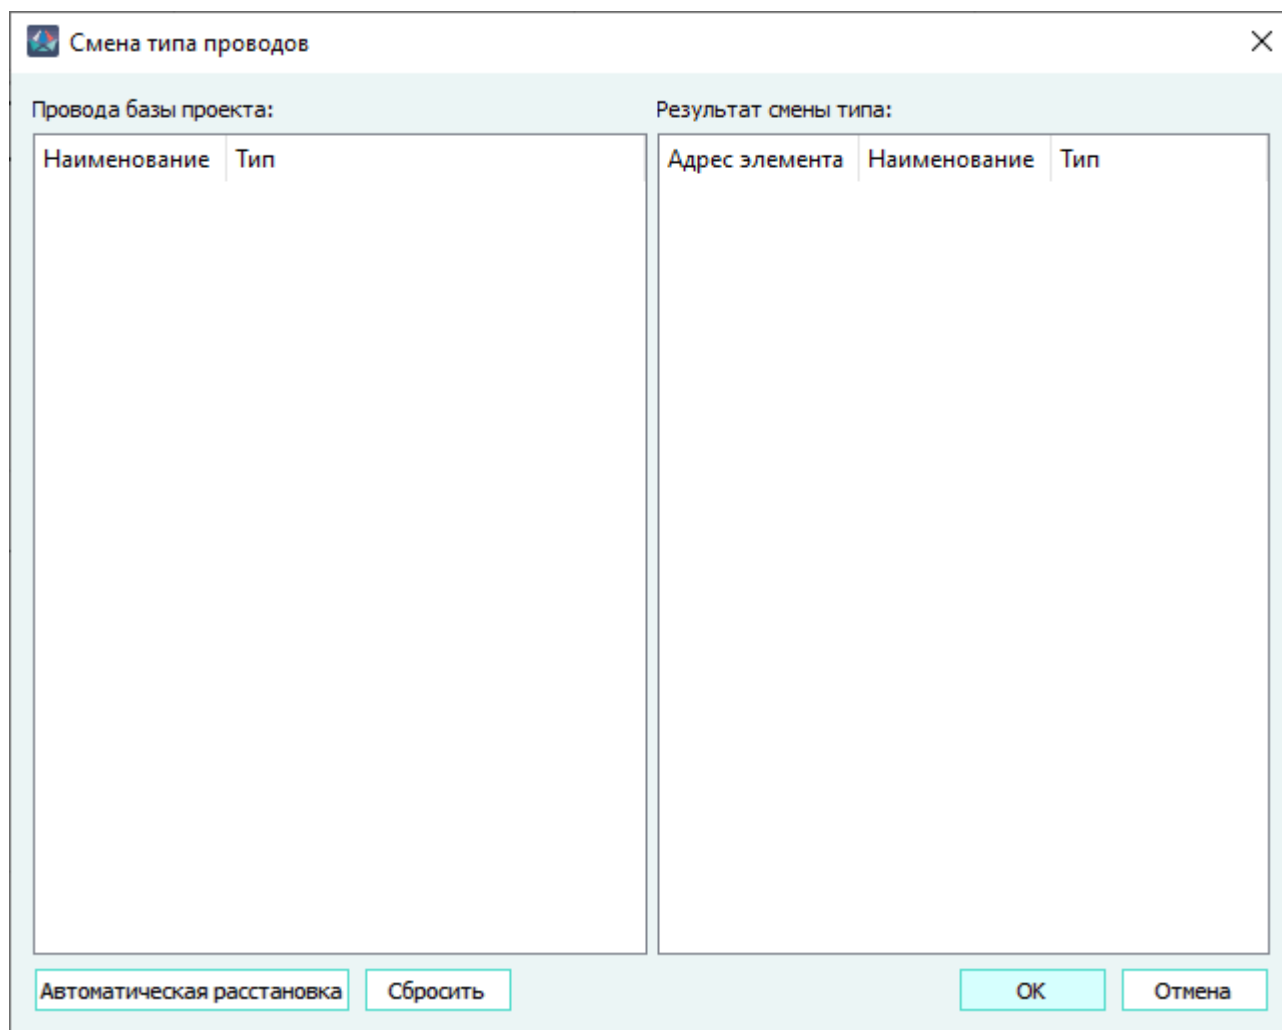 Смена типа проводов
Провода базы проекта:
Результат смены типа:
Наименование Тип
Адрес элемента Наименование Тип
Автоматическая расстановка Сбросить OK Отмена